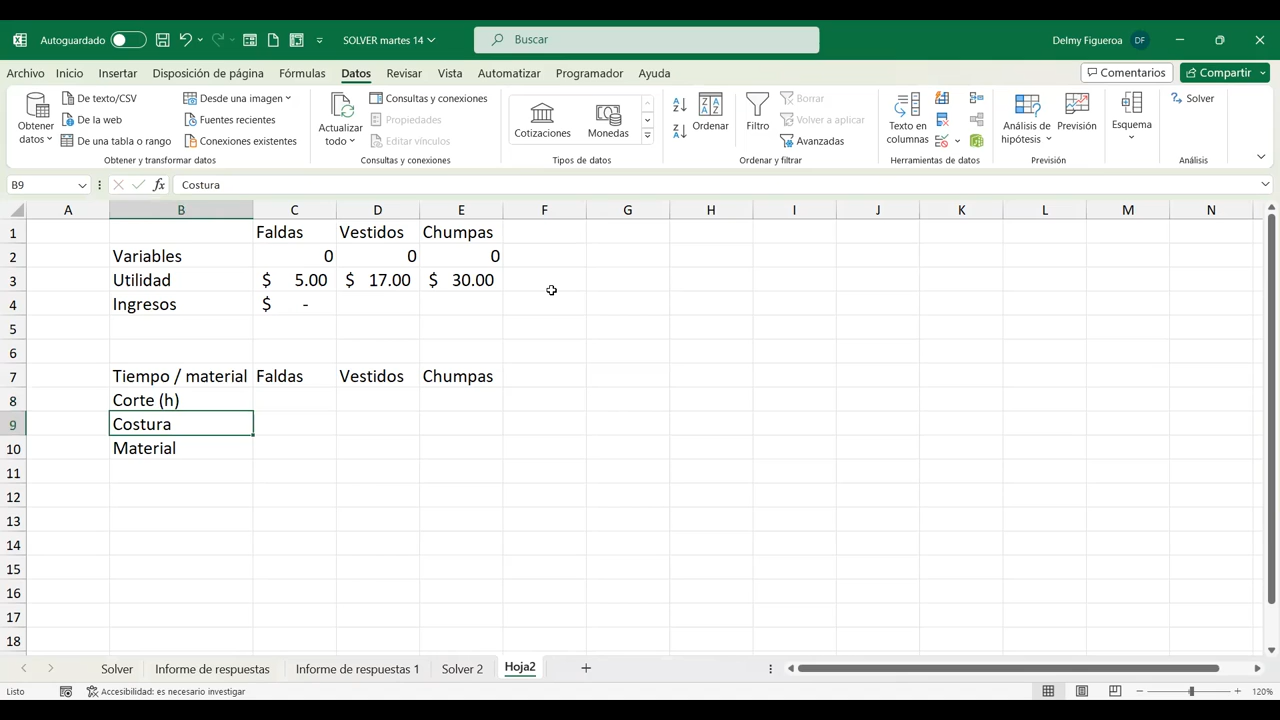 Autoguardado
SOLVER martes 14
Buscar
Delmy Figueroa
DF
Archivo Inicio Insertar Disposición de página Fórmulas Datos Revisar Vista Automatizar Programador Ayuda
Comentarios
Compartir
Obtener datos
De texto/CSV
De la web
De una tabla o rango
Desde una imagen
Fuentes recientes
Conexiones existentes
Obtener y transformar datos
Actualizar todo
Consultas y conexiones
Propiedades
Editar vínculos
Consultas y conexiones
Cotizaciones
Monedas
Tipos de datos
Ordenar
Filtro
Borrar
Volver a aplicar
Avanzadas
Ordenar y filtrar
Texto en columnas
Herramientas de datos
Análisis de hipótesis
Previsión
Previsión
Esquema
Solver
Análisis
B9
fx
Costura
A B C D E F G H I J K L M N
1 Faldas Vestidos Chumpas
2 Variables 0 0 0
3 Utilidad $ 5.00 $ 17.00 $ 30.00
4 Ingresos $ -
5
6
7 Tiempo / material Faldas Vestidos Chumpas
8 Corte (h)
9 Costura
10 Material
11
12
13
14
15
16
17
18
Solver Informe de respuestas Informe de respuestas 1 Solver 2 Hoja2
Listo
Accesibilidad: es necesario investigar
120%